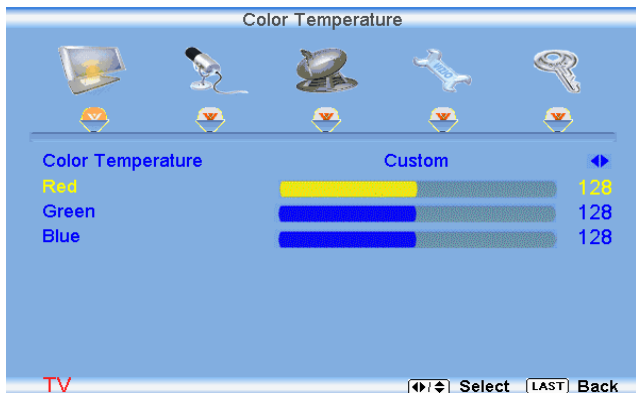 Color Temperature
Color Temperature Custom
Red 128
Green 128
Blue 128
TV Select LAST Back